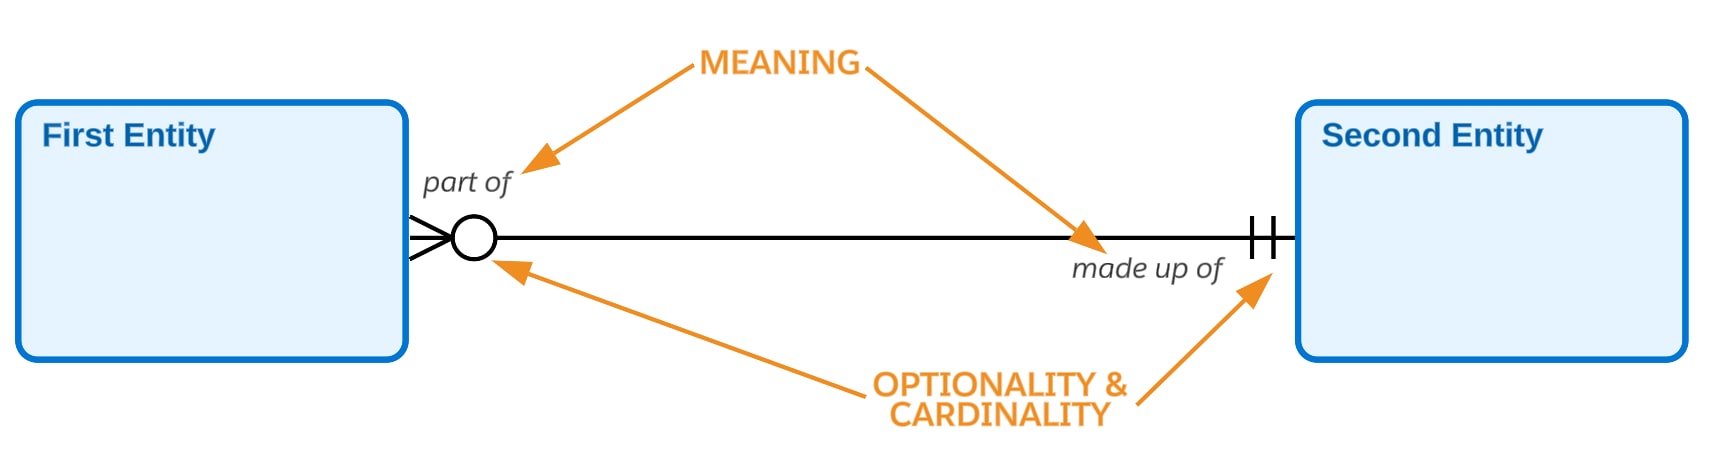 MEANING
First Entity
Second Entity
part of
made up of
OPTIONALITY &
CARDINALITY